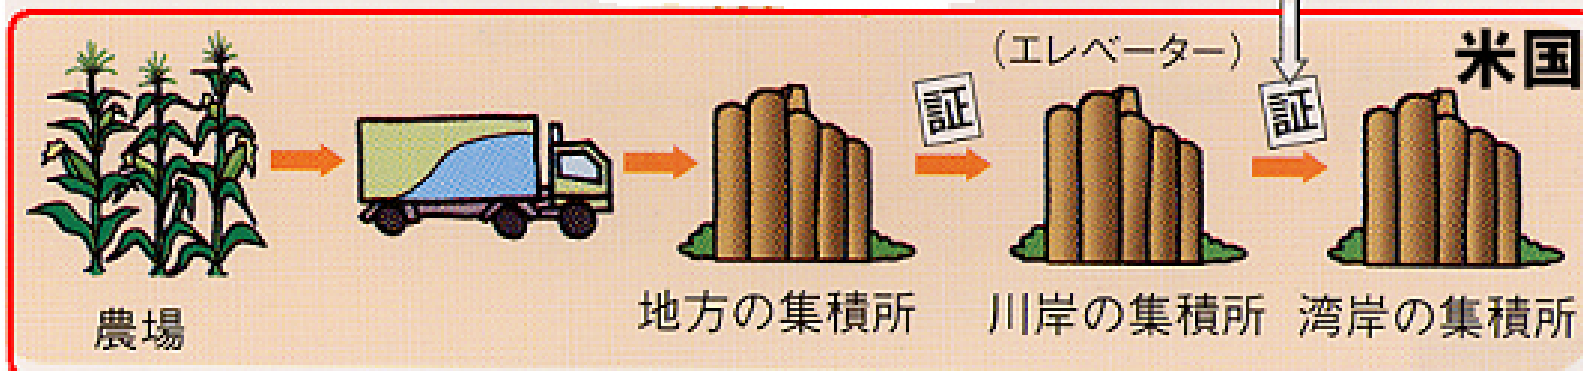 (エレベーター)
米国
証
証
農場
地方の集積所
川岸の集積所
湾岸の集積所